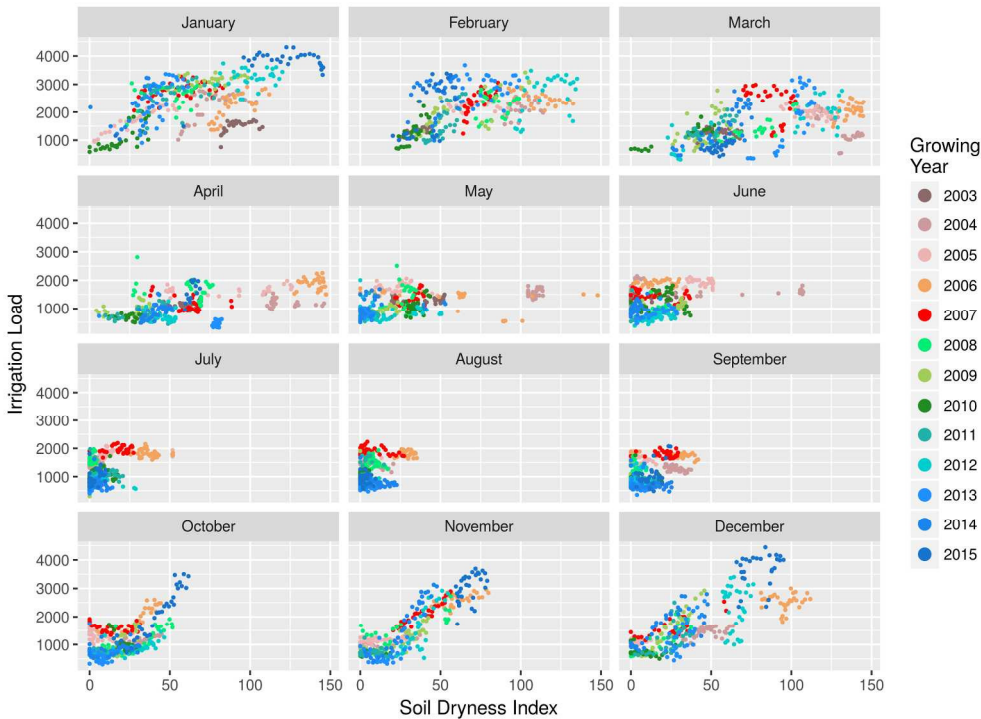 January
February
March
4000
3000
2000
1000
April
May
June
4000
3000
2000
1000
July
August
September
4000
3000
2000
1000
October
November
December
4000
3000
2000
1000
0 50 100 150
0 50 100 150
0 50 100 150
Soil Dryness Index
Irrigation Load
Growing
Year
2003
2004
2005
2006
2007
2008
2009
2010
2011
2012
2013
2014
2015